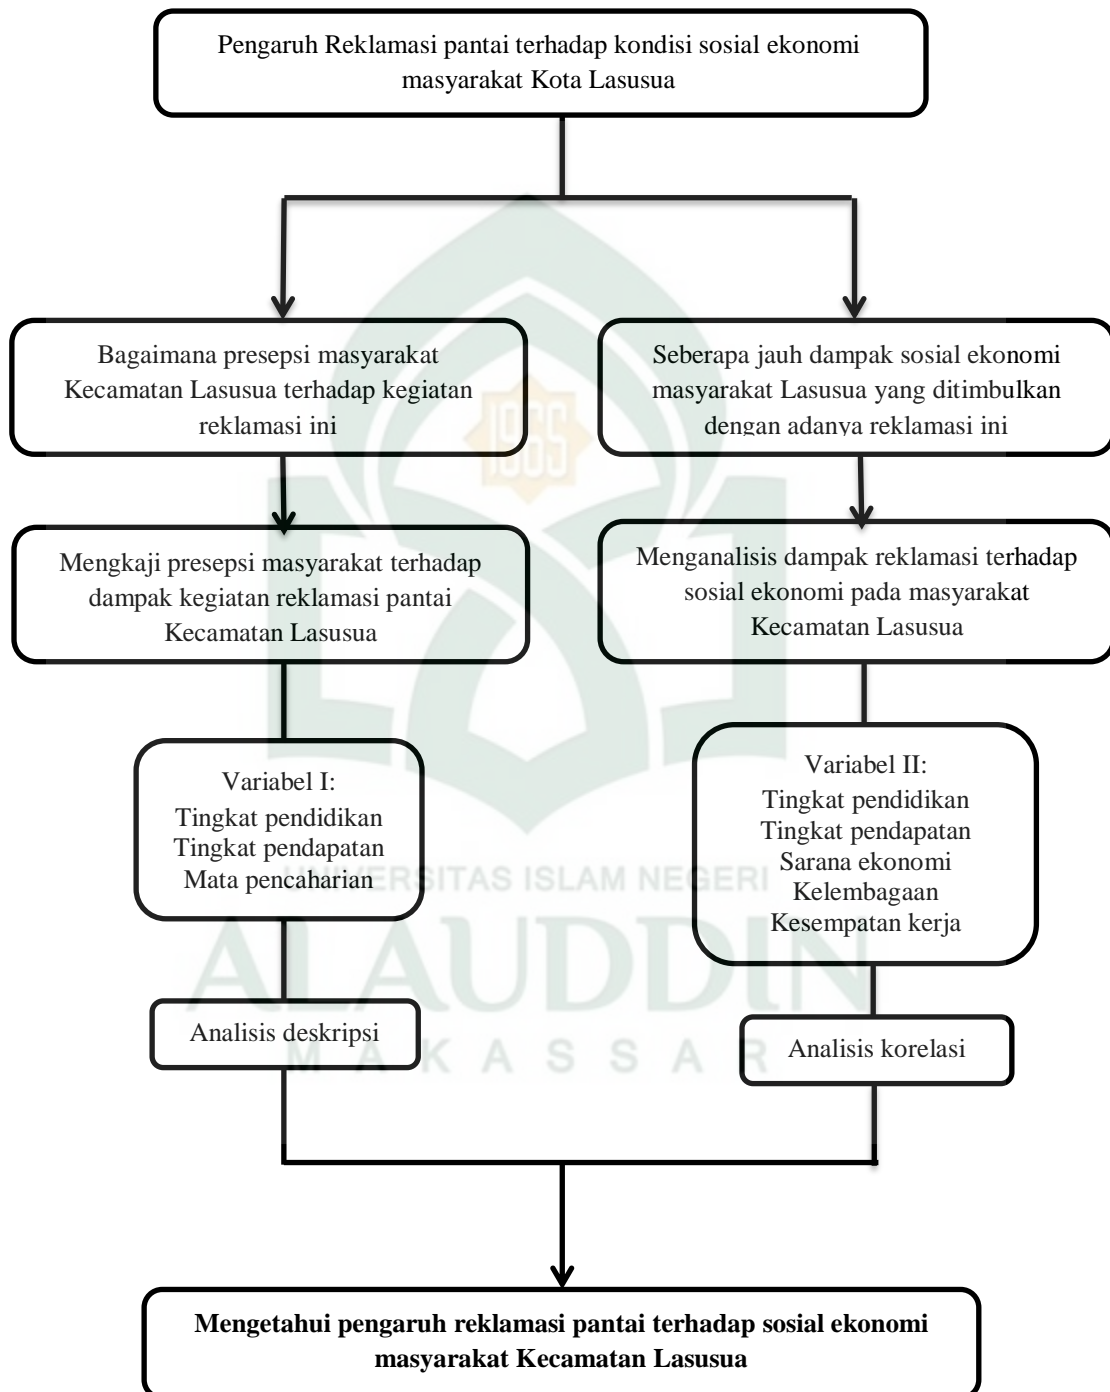 Pengaruh Reklamasi pantai terhadap kondisi sosial ekonomi
masyarakat Kota Lasusua
Bagaimana presepsi masyarakat
Kecamatan Lasusua terhadap kegiatan
reklamasi ini
Seberapa jauh dampak sosial ekonomi
masyarakat Lasusua yang ditimbulkan
dengan adanya reklamasi ini
1965
Mengkaji presepsi masyarakat terhadap
dampak kegiatan reklamasi pantai
Kecamatan Lasusua
Menganalisis dampak reklamasi terhadap
sosial ekonomi pada masyarakat
Kecamatan Lasusua
Variabel I:
Tingkat pendidikan
Tingkat pendapatan
Mata pencaharian
Variabel II:
Tingkat pendidikan
Tingkat pendapatan
Sarana ekonomi
Kelembagaan
Kesempatan kerja
UNIVERSITAS ISLAM NEGERI
ALAUDDIN
MAKASSAR
Analisis deskripsi
Analisis korelasi
Mengetahui pengaruh reklamasi pantai terhadap sosial ekonomi
masyarakat Kecamatan Lasusua